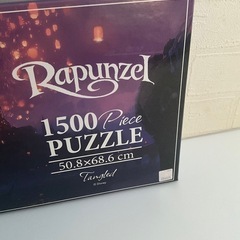 Rapunzel
1500 Piece
PUZZLE
50.8×68.6 cm
Tangled